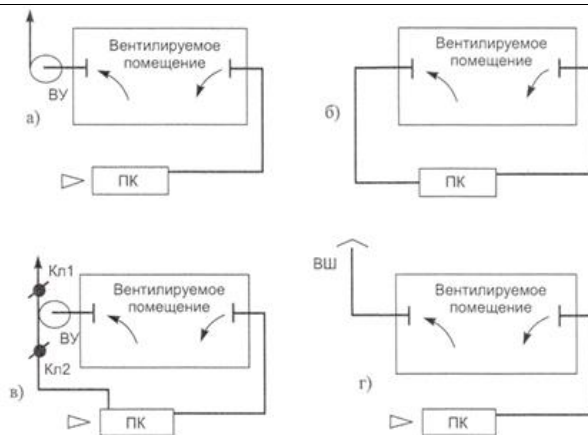 Вентилируемое
помещение
ВУ
а)
ПК
Вентилируемое
помещение
б)
ПК
Кл1
Вентилируемое
помещение
ВУ
Кл2
в)
ПК
ВШ
Вентилируемое
помещение
г)
ПК